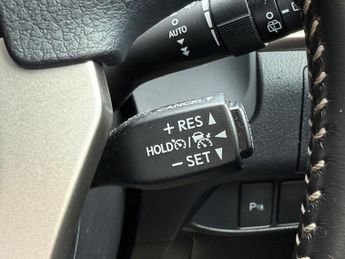 AUTO
CANCEL
+ RES
HOLD /
− SET
P